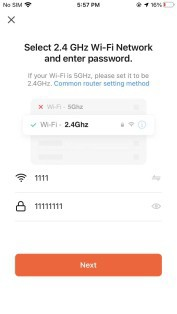 No SIM 5:57 PM 16%
Select 2.4 GHz Wi-Fi Network
and enter password.
If your Wi-Fi is 5GHz, please set it to be
2.4GHz. Common router setting method
Wi-Fi - 5Ghz
Wi-Fi - 2.4Ghz
1111
11111111
Next